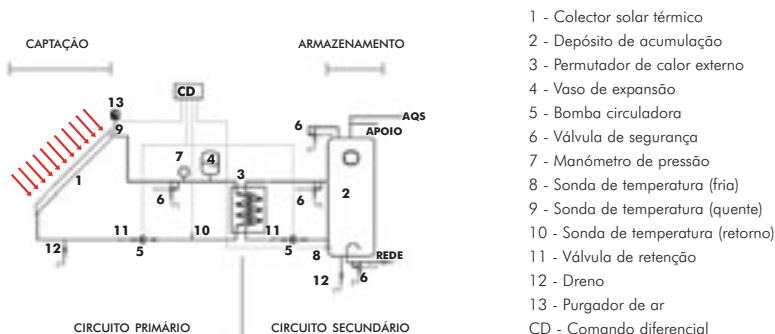 CAPTAÇÃO
ARMAZENAMENTO
13
CD
9
6
AQS
APOIO
7
4
3
1
6
6
2
11
10
11
12
5
5
8
REDE
12
6
CIRCUITO PRIMÁRIO
CIRCUITO SECUNDÁRIO
1 - Colector solar térmico
2 - Depósito de acumulação
3 - Permutador de calor externo
4 - Vaso de expansão
5 - Bomba circuladora
6 - Válvula de segurança
7 - Manómetro de pressão
8 - Sonda de temperatura (fria)
9 - Sonda de temperatura (quente)
10 - Sonda de temperatura (retorno)
11 - Válvula de retenção
12 - Dreno
13 - Purgador de ar
CD - Comando diferencial